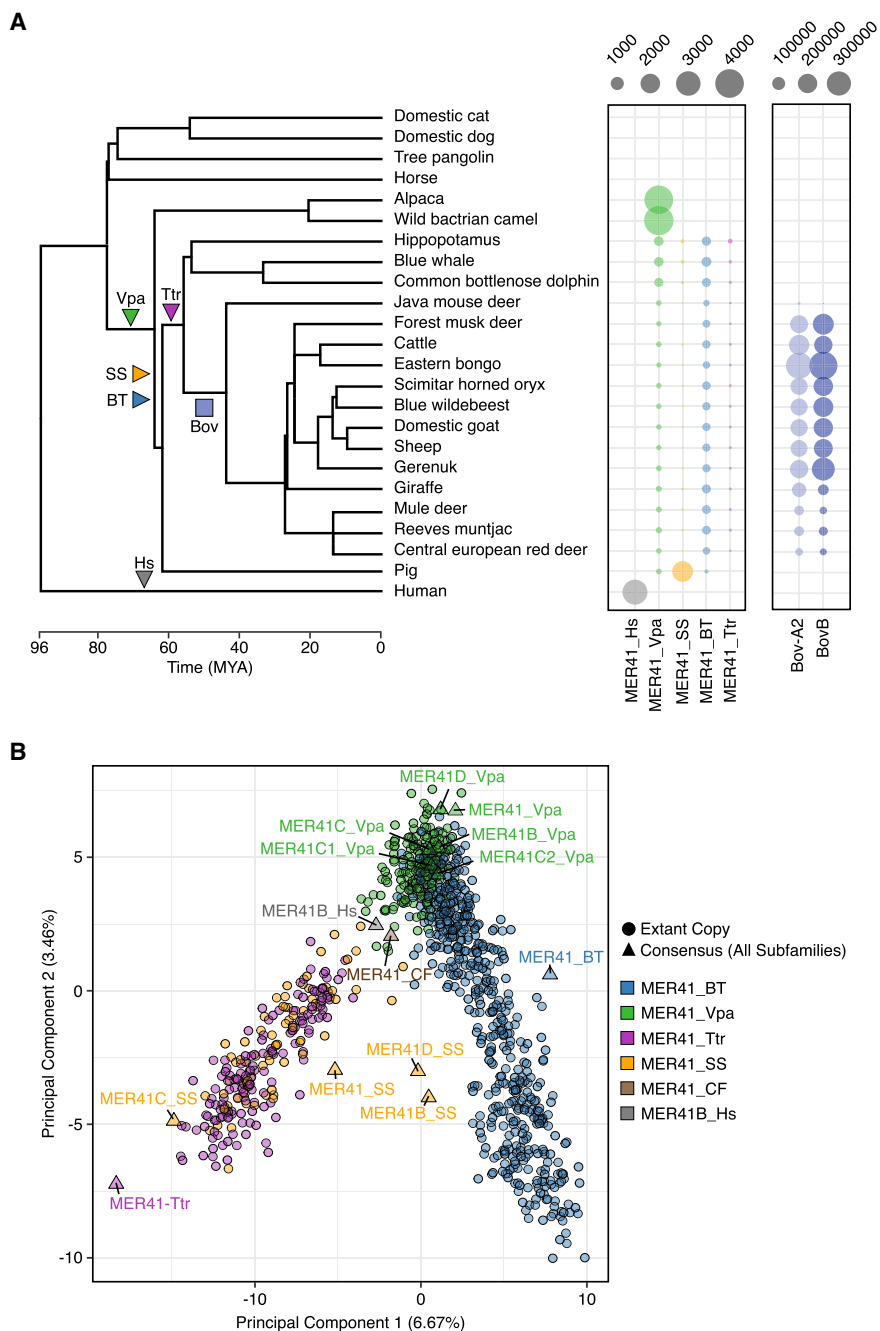 A
1000 2000 3000 4000
100000 200000 300000
Domestic cat
Domestic dog
Tree pangolin
Horse
Alpaca
Wild bactrian camel
Hippopotamus
Blue whale
Common bottlenose dolphin
Java mouse deer
Forest musk deer
Cattle
Eastern bongo
Scimitar horned oryx
Blue wildebeest
Domestic goat
Sheep
Gerenuk
Giraffe
Mule deer
Reeves muntjac
Central european red deer
Pig
Human
Vpa
Ttr
SS
BT
Bov
Hs
96 80 60 40 20 0
Time (MYA)
MER41_Hs
MER41_Vpa
MER41_SS
MER41_BT
MER41_Ttr
Bov-A2
BovB
B
MER41D_Vpa
MER41_Vpa
MER41C_Vpa
MER41B_Vpa
MER41C1_Vpa
MER41C2_Vpa
MER41B_Hs
MER41_CF
MER41_BT
MER41D_SS
MER41_SS
MER41B_SS
MER41C_SS
MER41-Ttr
5
0
-5
-10
Principal Component 2 (3.46%)
-10 0 10
Principal Component 1 (6.67%)
Extant Copy
Consensus (All Subfamilies)
MER41_BT
MER41_Vpa
MER41_Ttr
MER41_SS
MER41_CF
MER41B_Hs